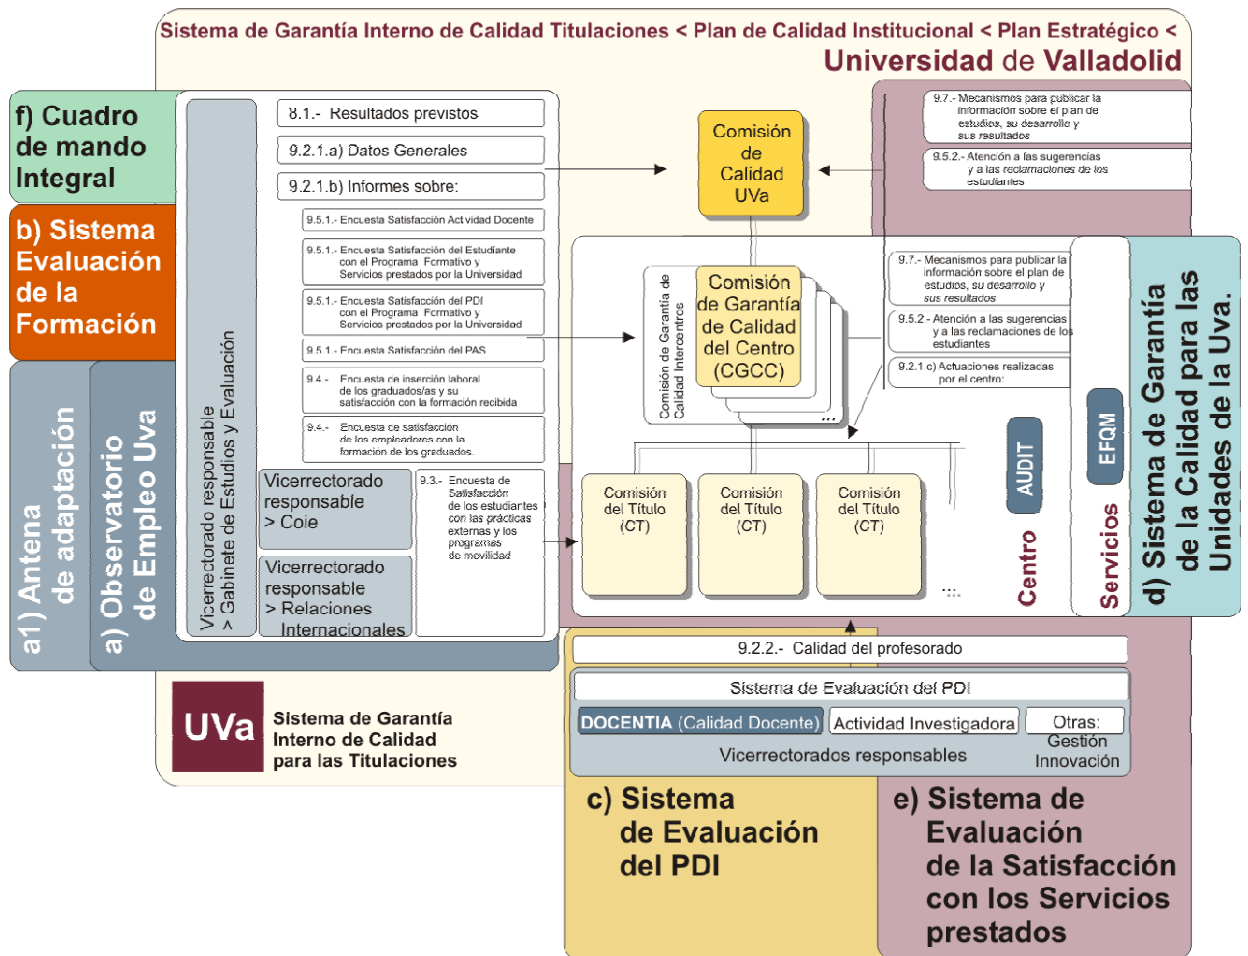 Sistema de Garantía Interno de Calidad Titulaciones < Plan de Calidad Institucional < Plan Estratégico <
Universidad de Valladolid
f) Cuadro
de mando
Integral
b) Sistema
Evaluación
de la
Formación
a1) Antena
de adaptación
a) Observatorio
de Empleo Uva
Vicerrectorado responsable
> Gabinete de Estudios y Evaluación
8.1.- Resultados previstos
9.2.1.a) Datos Generales
9.2.1.b) Informes sobre:
9.5.1.- Encuesta Satisfacción Actividad Docente
9.5.1.- Encuesta Satisfacción del Estudiante
con el Programa Formativo y
Servicios prestados por la Universidad
9.5.1.- Encuesta Satisfacción del PDI
con el Programa Formativo y
Servicios prestados por la Universidad
9.5.1.- Encuesta Satisfacción del PAS
9.4.- Encuesta de inserción laboral
de los graduados/as y su
satisfacción con la formación recibida
9.4.- Encuesta de satisfacción
de los empleadores con la
formación de los graduados.
Vicerrectorado
responsable
> Coie
Vicerrectorado
responsable
> Relaciones
Internacionales
9.3.- Encuesta de
Satisfacción
de los estudiantes
con las prácticas
externas y los
programas
de movilidad
Comisión
de
Calidad
UVa
9.7.- Mecanismos para publicar la
información sobre el plan de
estudios, su desarrollo y
sus resultados
9.5.2.- Atención a las sugerencias
y a las reclamaciones de los
estudiantes
Comisión de Garantía de
Calidad Intercentros
Comisión
de Garantía
de Calidad
del Centro
(CGCC)
...
9.7.- Mecanismos para publicar la
información sobre el plan de
estudios, su desarrollo y
sus resultados
9.5.2 - Atención a las sugerencias
y a las reclamaciones de los
estudiantes
9.2.1 c) Actuaciones realizadas
por el centro:
Comisión
del Título
(CT)
Comisión
del Título
(CT)
Comisión
del Título
(CT)
....
AUDIT
Centro
EFQM
Servicios
d) Sistema de Garantía
de la Calidad para las
Unidades de la Uva.
9.2.2.- Calidad del profesorado
Sistema de Evaluación del PDI
DOCENTIA (Calidad Docente)
Actividad Investigadora
Otras:
Gestión
Innovación
Vicerrectorados responsables
UVa
Sistema de Garantía
Interno de Calidad
para las Titulaciones
c) Sistema
de Evaluación
del PDI
e) Sistema de
Evaluación
de la Satisfacción
con los Servicios
prestados